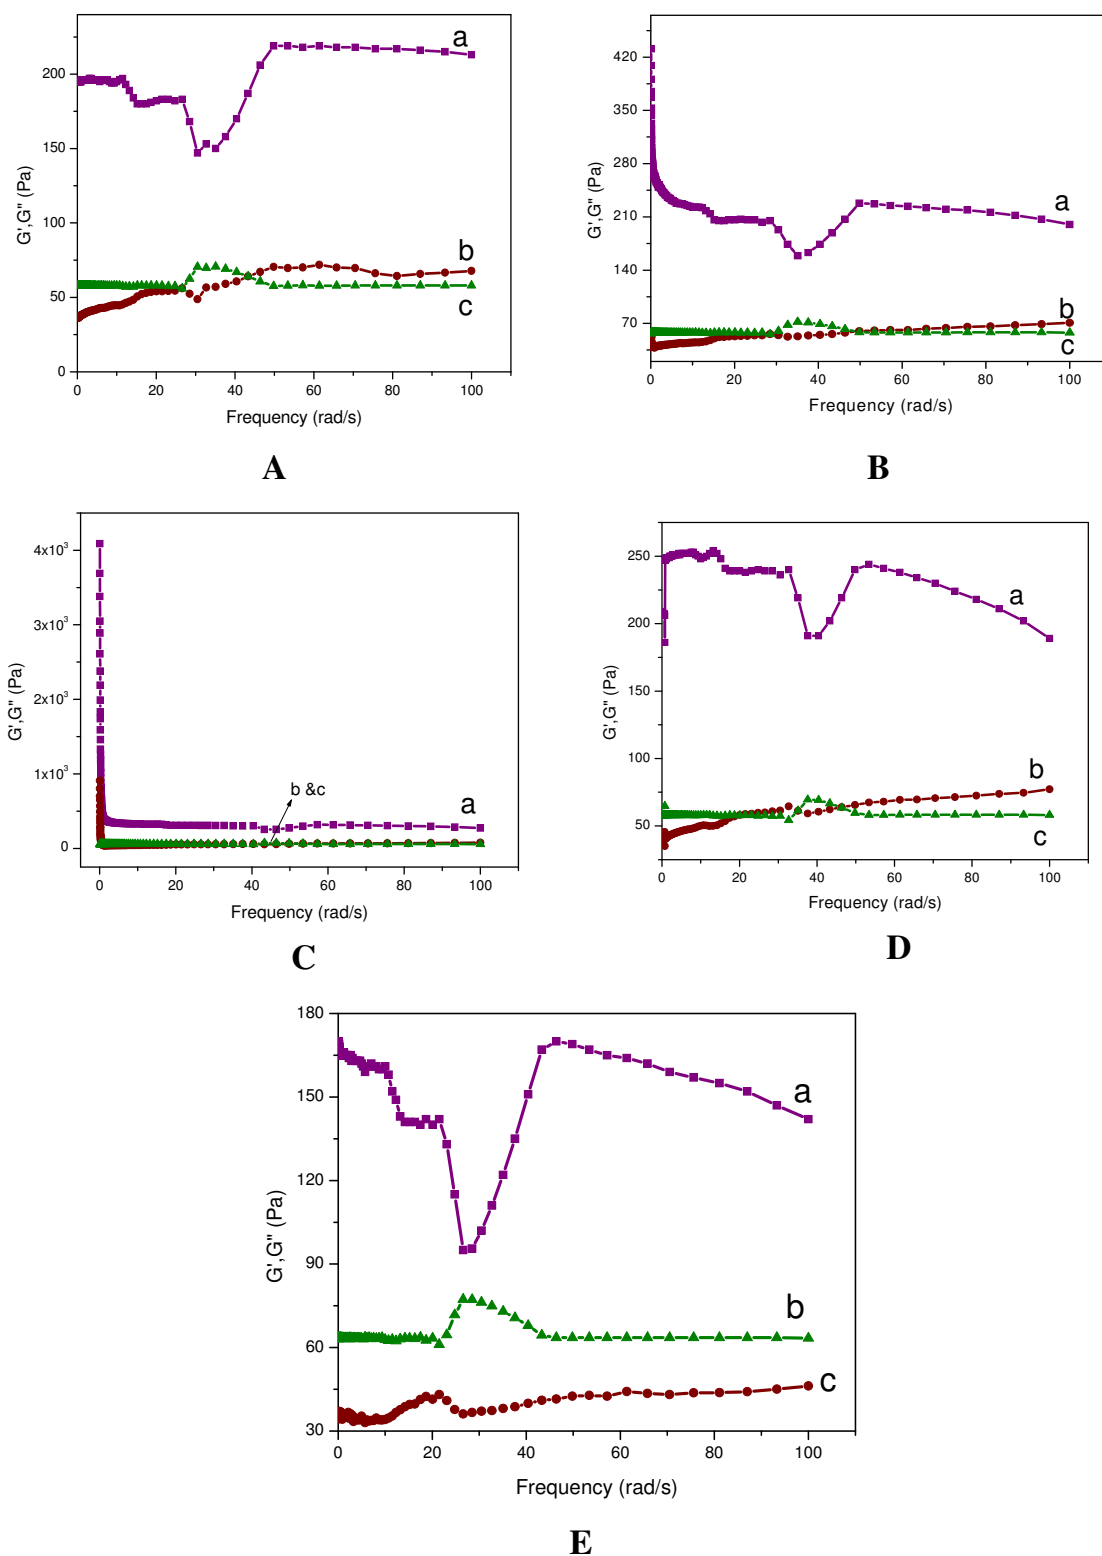 a
b
c
G',G" (Pa)
200
150
100
50
0
0 20 40 60 80 100
Frequency (rad/s)
A
a
b
c
G',G" (Pa)
420
350
280
210
140
70
0 20 40 60 80 100
Frequency (rad/s)
B
G',G" (Pa)
4x10³
3x10³
2x10³
1x10³
0
b &c
a
0 20 40 60 80 100
Frequency (rad/s)
C
G',G" (Pa)
250
200
150
100
50
a
b
c
0 20 40 60 80 100
Frequency (rad/s)
D
G',G" (Pa)
180
150
120
90
60
30
a
b
c
0 20 40 60 80 100
Frequency (rad/s)
E